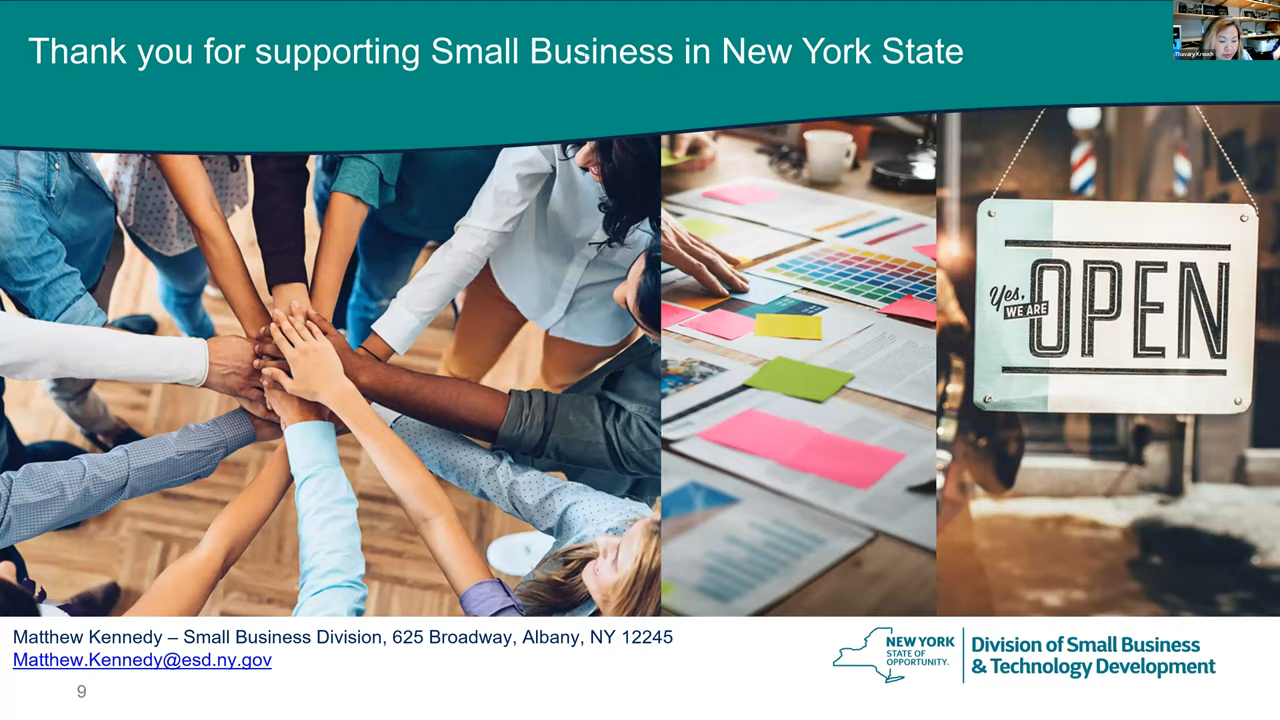 Thank you for supporting Small Business in New York State
Thavary Krouch
Yes,
WE ARE
OPEN
Matthew Kennedy – Small Business Division, 625 Broadway, Albany, NY 12245
Matthew.Kennedy@esd.ny.gov
NEW YORK
STATE OF
OPPORTUNITY.
Division of Small Business
& Technology Development
9